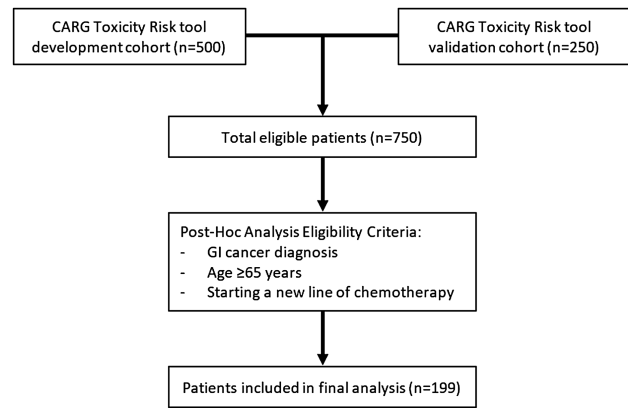 CARG Toxicity Risk tool
development cohort (n=500)
CARG Toxicity Risk tool
validation cohort (n=250)
Total eligible patients (n=750)
Post-Hoc Analysis Eligibility Criteria:
- GI cancer diagnosis
- Age ≥65 years
- Starting a new line of chemotherapy
Patients included in final analysis (n=199)